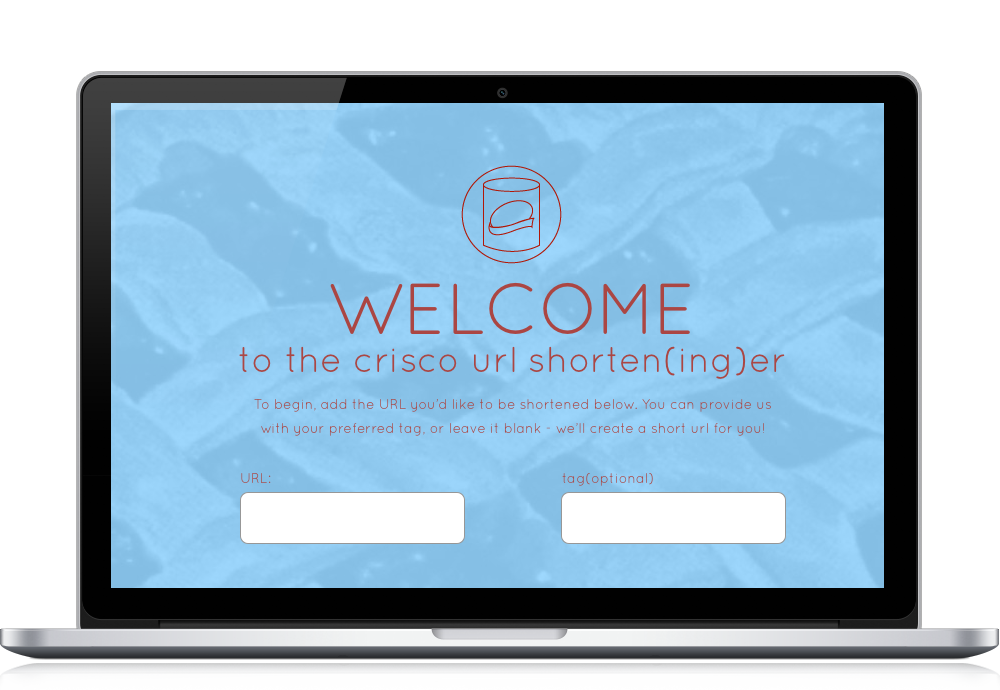 WELCOME
to the crisco url shorten(ing)er
To begin, add the URL you'd like to be shortened below. You can provide us
with your preferred tag, or leave it blank - we'll create a short url for you!
URL: tag(optional)